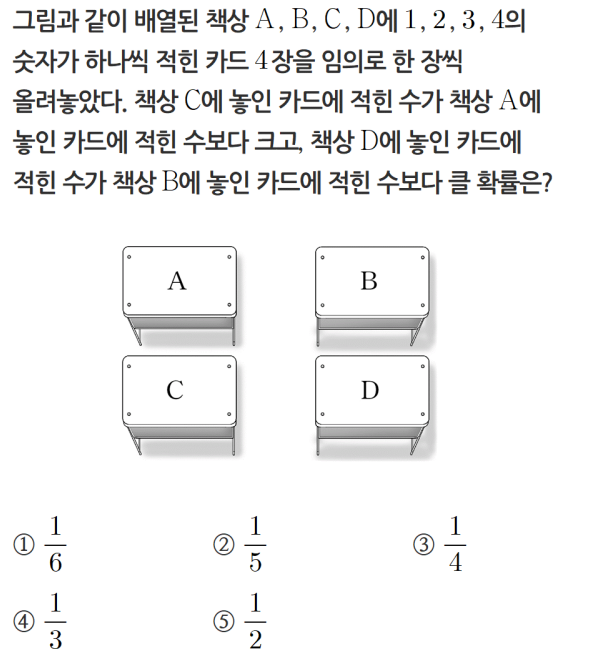 그림과 같이 배열된 책상 A, B, C, D에 1, 2, 3, 4의
숫자가 하나씩 적힌 카드 4장을 임의로 한 장씩
올려놓았다. 책상 C에 놓인 카드에 적힌 수가 책상 A에
놓인 카드에 적힌 수보다 크고, 책상 D에 놓인 카드에
적힌 수가 책상 B에 놓인 카드에 적힌 수보다 클 확률은?
A B
C D
① 1/6 ② 1/5 ③ 1/4
④ 1/3 ⑤ 1/2